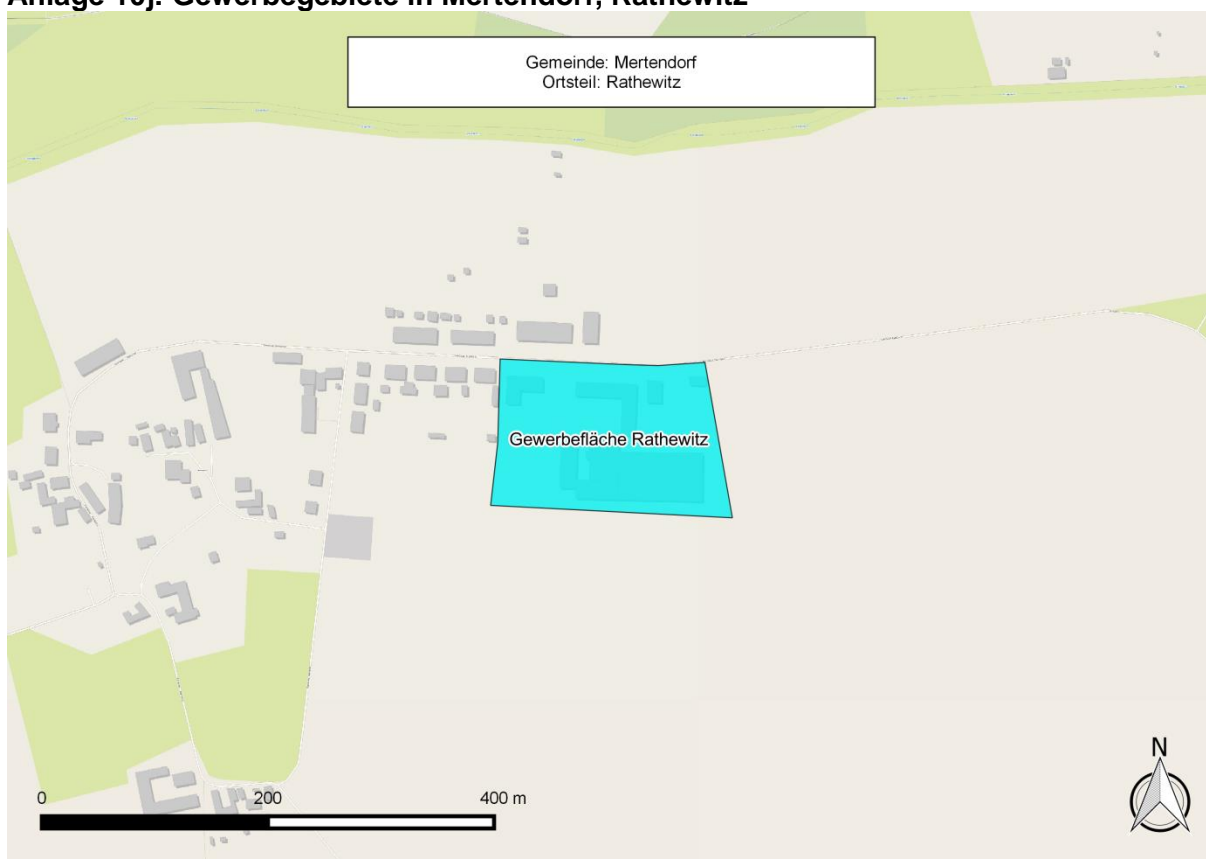 Anlage 10j: Gewerbegebiete in Mertendorf, Rathewitz
Gemeinde: Mertendorf
Ortsteil: Rathewitz
Gewerbefläche Rathewitz
N
0 200 400 m